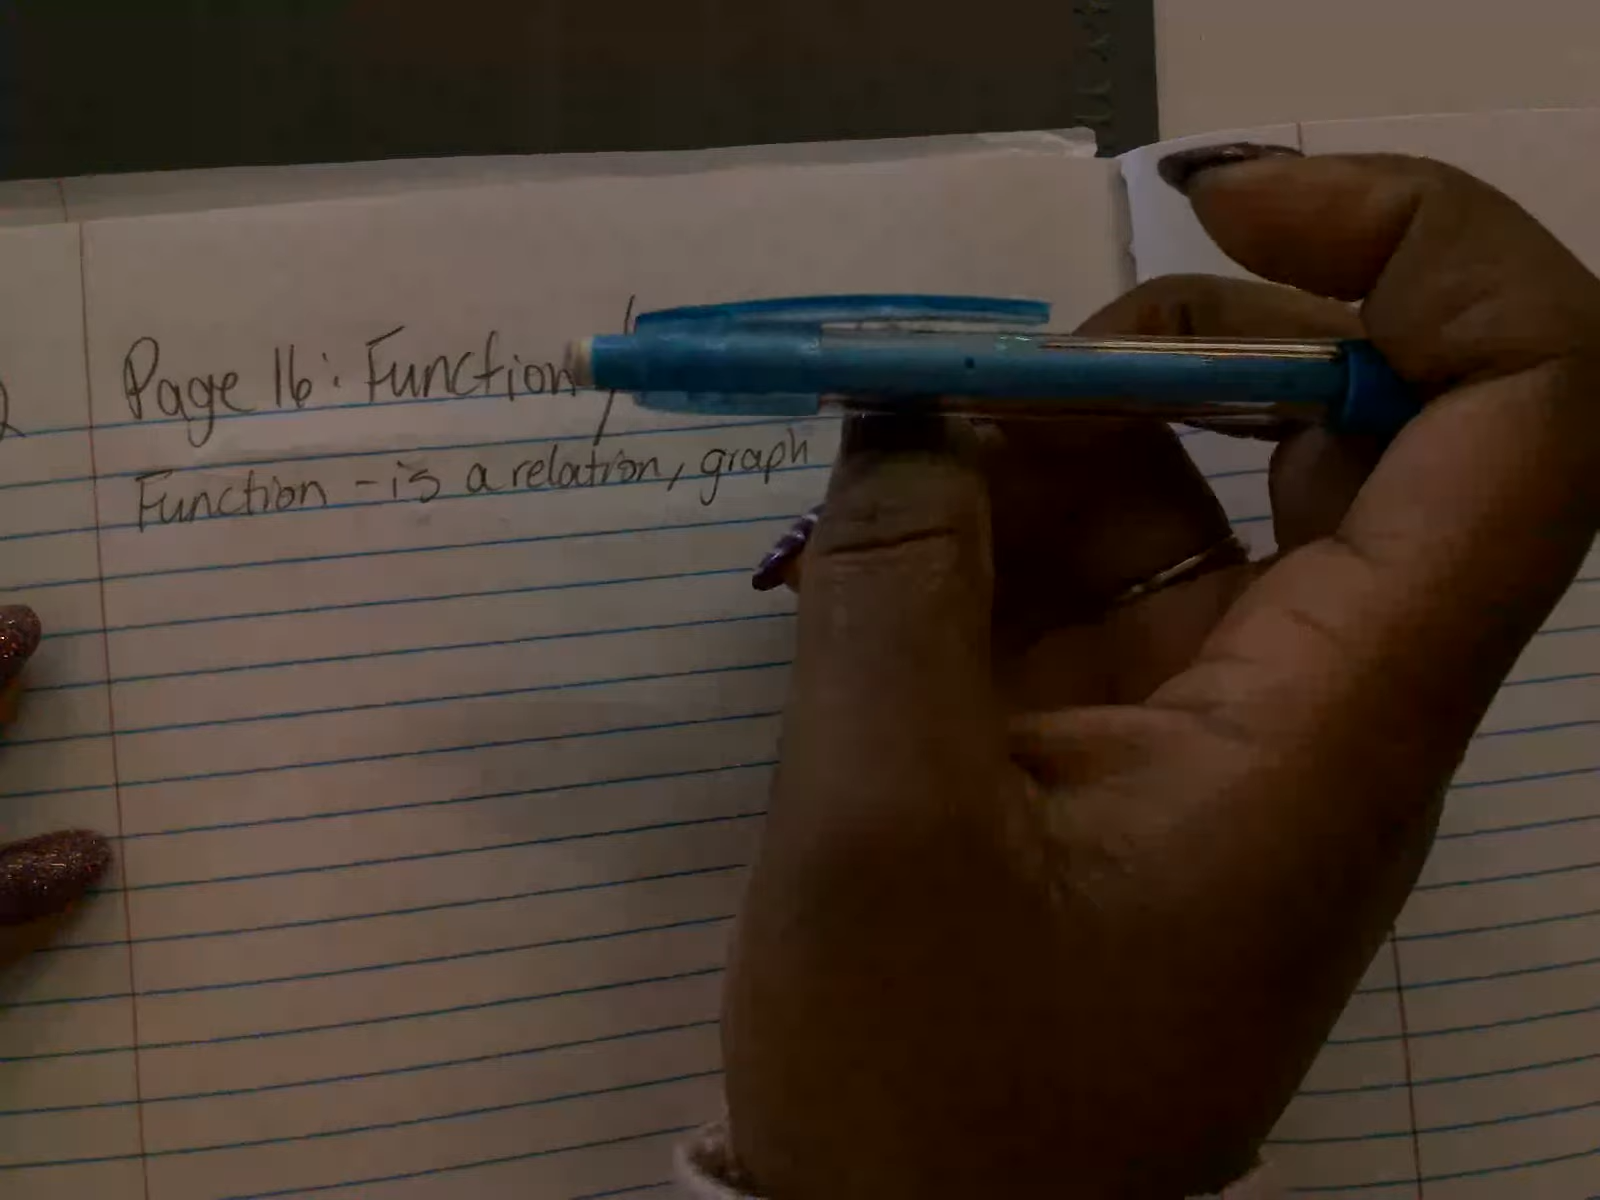 Page 16: Function/
Function - is a relation, graph